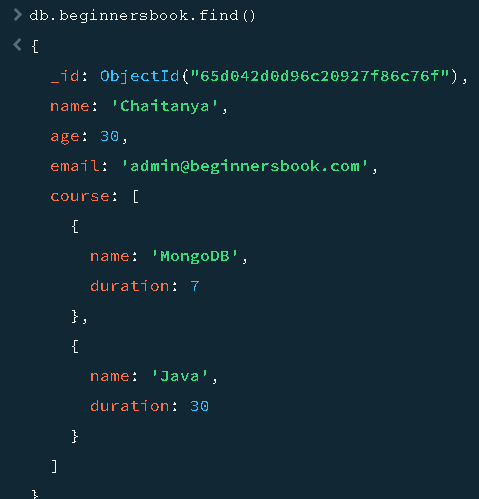 > db.beginnersbook.find()
< {
_id: ObjectId("65d042d0d96c20927f86c76f"),
name: 'Chaitanya',
age: 30,
email: 'admin@beginnersbook.com',
course: [
{
name: 'MongoDB',
duration: 7
},
{
name: 'Java',
duration: 30
}
]
}